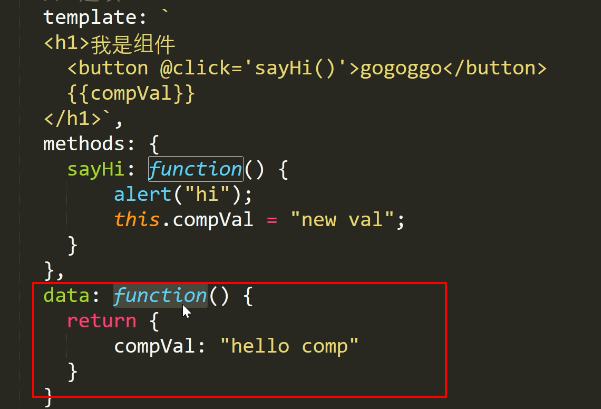 template: `
<h1>我是组件
<button @click='sayHi()'>gogoggo</button>
{{compVal}}
</h1>`,
methods: {
sayHi: function() {
alert("hi");
this.compVal = "new val";
}
},
data: function() {
return {
compVal: "hello comp"
}
}